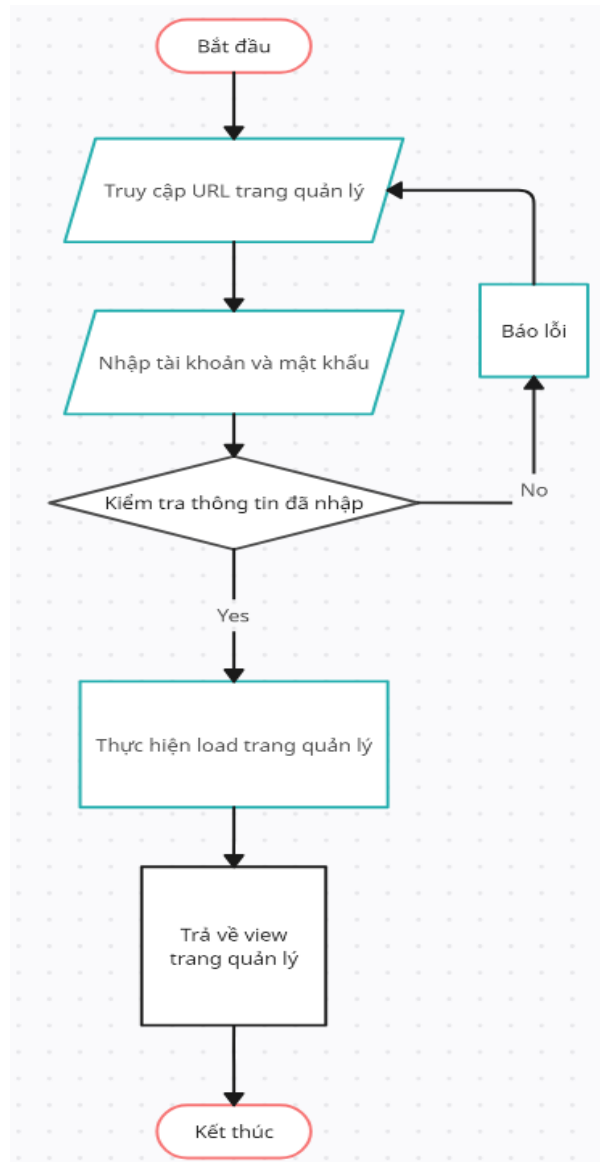 Bắt đầu
Truy cập URL trang quản lý
Báo lỗi
Nhập tài khoản và mật khẩu
No
Kiểm tra thông tin đã nhập
Yes
Thực hiện load trang quản lý
Trả về view
trang quản lý
Kết thúc